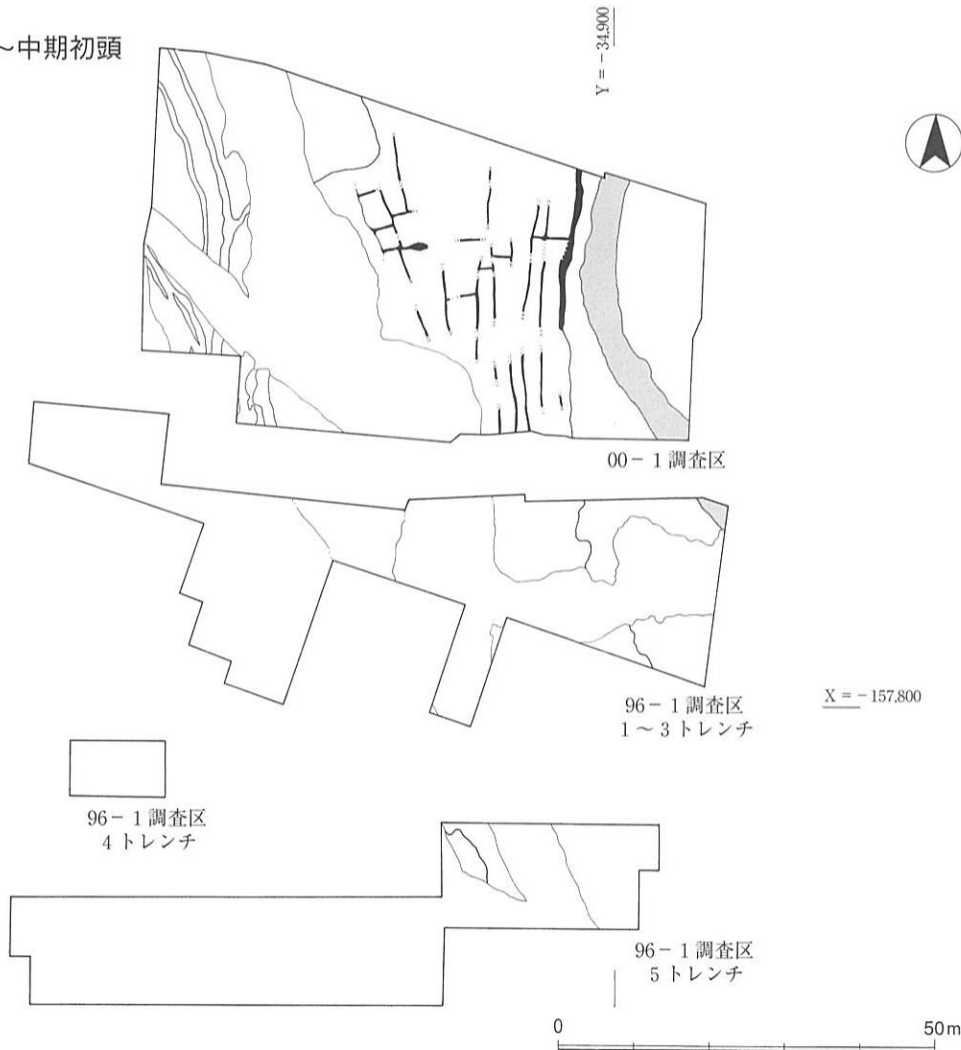 ~中期初頭
Y = -34,900
00-1調査区
96-1調査区
1~3トレンチ
X = -157,800
96-1調査区
4トレンチ
96-1調査区
5トレンチ
0 50m